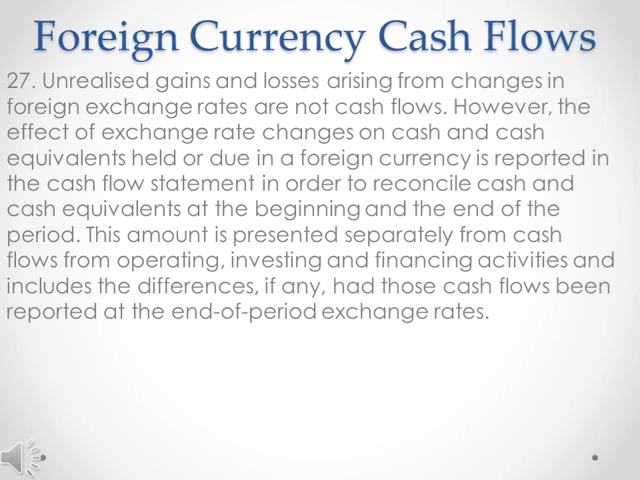 Foreign Currency Cash Flows
27. Unrealised gains and losses arising from changes in
foreign exchange rates are not cash flows. However, the
effect of exchange rate changes on cash and cash
equivalents held or due in a foreign currency is reported in
the cash flow statement in order to reconcile cash and
cash equivalents at the beginning and the end of the
period. This amount is presented separately from cash
flows from operating, investing and financing activities and
includes the differences, if any, had those cash flows been
reported at the end-of-period exchange rates.